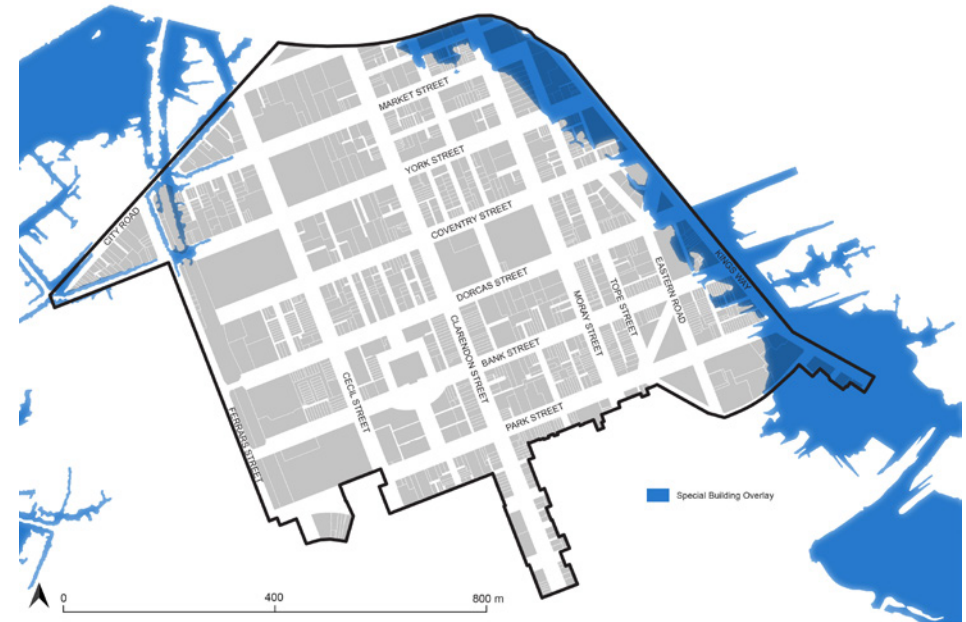 MARKET STREET
YORK STREET
CITY ROAD
COVENTRY STREET
KINGS WAY
DORCAS STREET
EASTERN ROAD
TOPE STREET
MORAY STREET
CLARENDON STREET
BANK STREET
CECIL STREET
FERRARS STREET
PARK STREET
Special Building Overlay
0 400 800 m